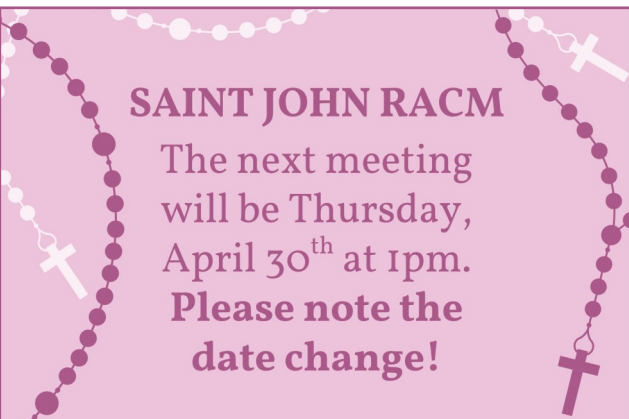 SAINT JOHN RACM
The next meeting
will be Thursday,
April 30th at 1pm.
Please note the
date change!